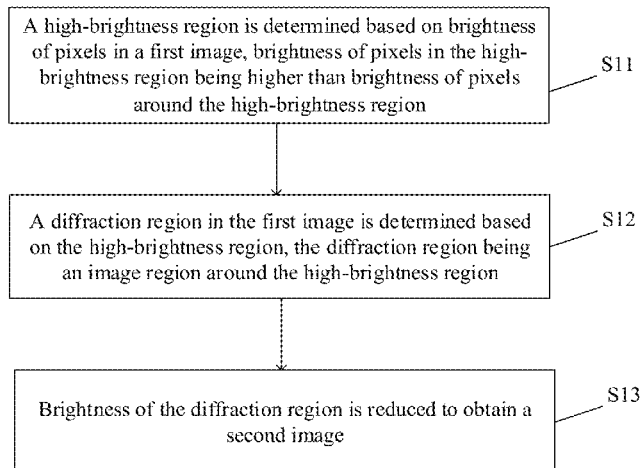 A high-brightness region is determined based on brightness
of pixels in a first image, brightness of pixels in the high-
brightness region being higher than brightness of pixels
around the high-brightness region
S11
A diffraction region in the first image is determined based
on the high-brightness region, the diffraction region being
an image region around the high-brightness region
S12
Brightness of the diffraction region is reduced to obtain a
second image
S13